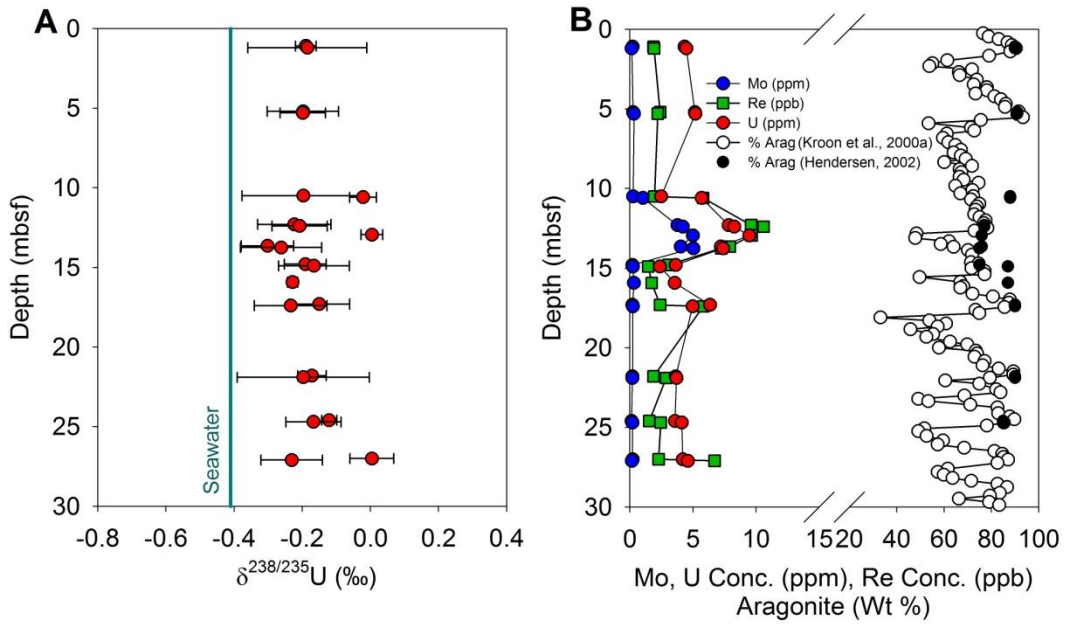 A
0
5
10
15
20
25
30
Depth (mbsf)
Seawater
-0.8 -0.6 -0.4 -0.2 0.0 0.2 0.4
δ238/235U (‰)
B
0
5
10
15
20
25
30
Depth (mbsf)
Mo (ppm)
Re (ppb)
U (ppm)
% Arag (Kroon et al., 2000a)
% Arag (Hendersen, 2002)
0 5 10 15 20 40 60 80 100
Mo, U Conc. (ppm), Re Conc. (ppb)
Aragonite (Wt %)